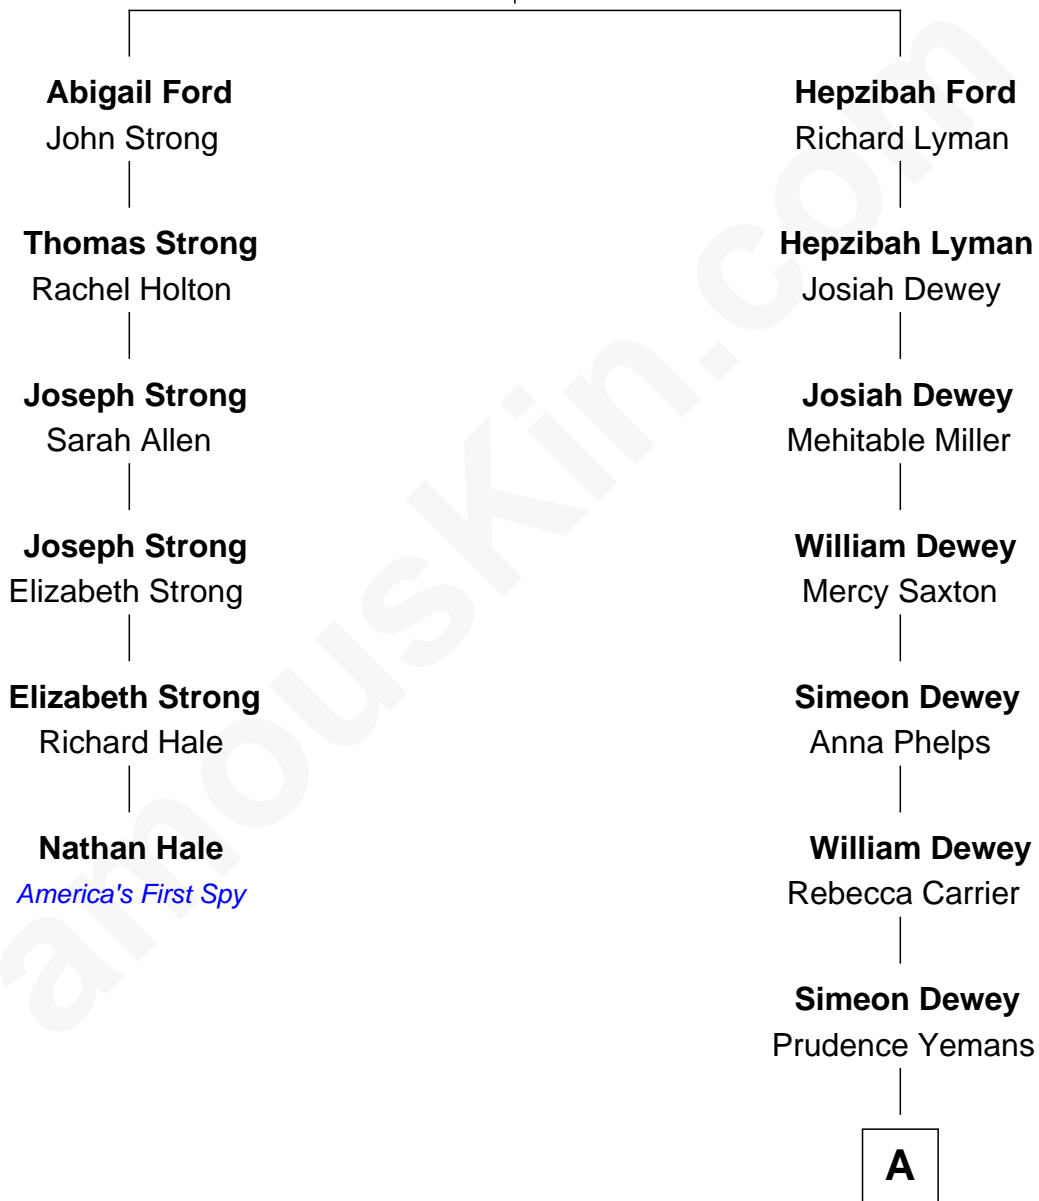 Abigail Ford
John Strong
Thomas Strong
Rachel Holton
Joseph Strong
Sarah Allen
Joseph Strong
Elizabeth Strong
Elizabeth Strong
Richard Hale
Nathan Hale
America's First Spy
Hepzibah Ford
Richard Lyman
Hepzibah Lyman
Josiah Dewey
Josiah Dewey
Mehitable Miller
William Dewey
Mercy Saxton
Simeon Dewey
Anna Phelps
William Dewey
Rebecca Carrier
Simeon Dewey
Prudence Yemans
A
amousKin.com